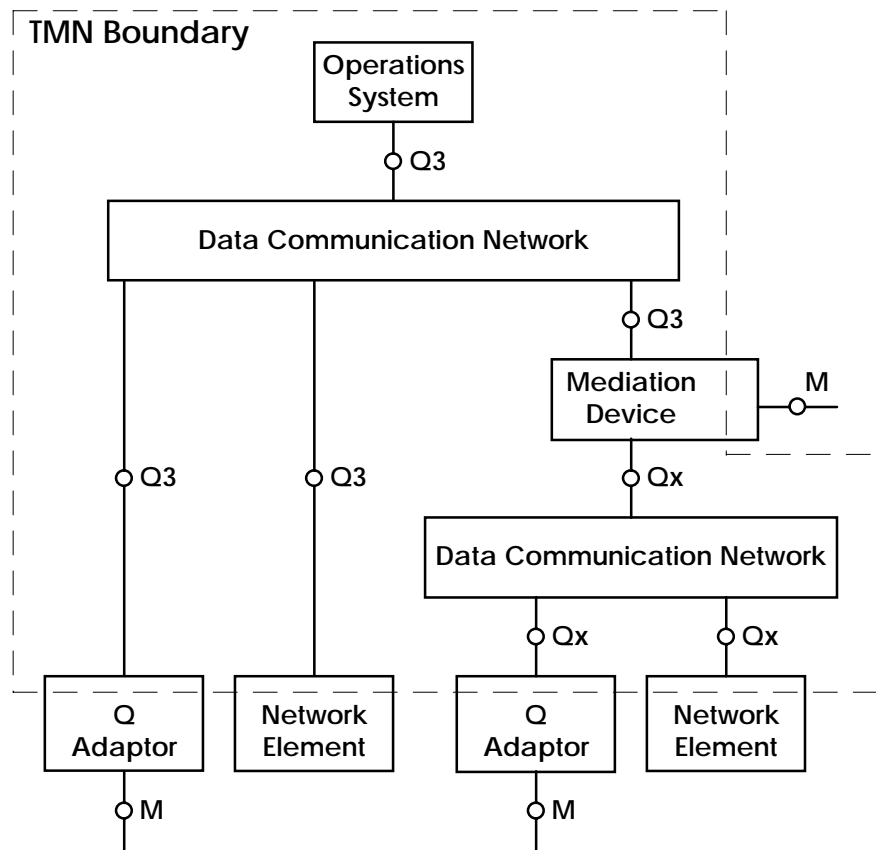 TMN Boundary
Operations
System
Q3
Data Communication Network
Q3
Mediation
Device
M
Q3
Q3
Qx
Data Communication Network
Qx
Qx
Q
Adaptor
Network
Element
Q
Adaptor
Network
Element
M
M